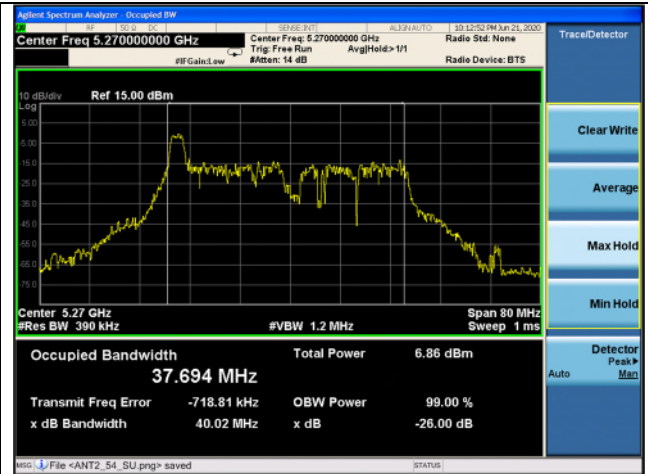 Agilent Spectrum Analyzer - Occupied BW
RF 50 Ω DC SENSE:INT ALIGN AUTO 10:12:52 PM Jun 21, 2020
Center Freq 5.270000000 GHz Center Freq: 5.270000000 GHz Radio Std: None Trace/Detector
Trig: Free Run Avg|Hold:>1/1
#IFGain:Low #Atten: 14 dB Radio Device: BTS
10 dB/div Ref 15.00 dBm
Log
5.00
-5.00
-15.0
-25.0
-35.0
-45.0
-55.0
-65.0
-75.0
Clear Write
Average
Max Hold
Min Hold
Center 5.27 GHz Span 80 MHz
#Res BW 390 kHz #VBW 1.2 MHz Sweep 1 ms
Occupied Bandwidth Total Power 6.86 dBm
37.694 MHz
Transmit Freq Error -718.81 kHz OBW Power 99.00 %
x dB Bandwidth 40.02 MHz x dB -26.00 dB
Detector
Peak▶
Auto Man
MSG File <ANT2_54_SU.png> saved STATUS